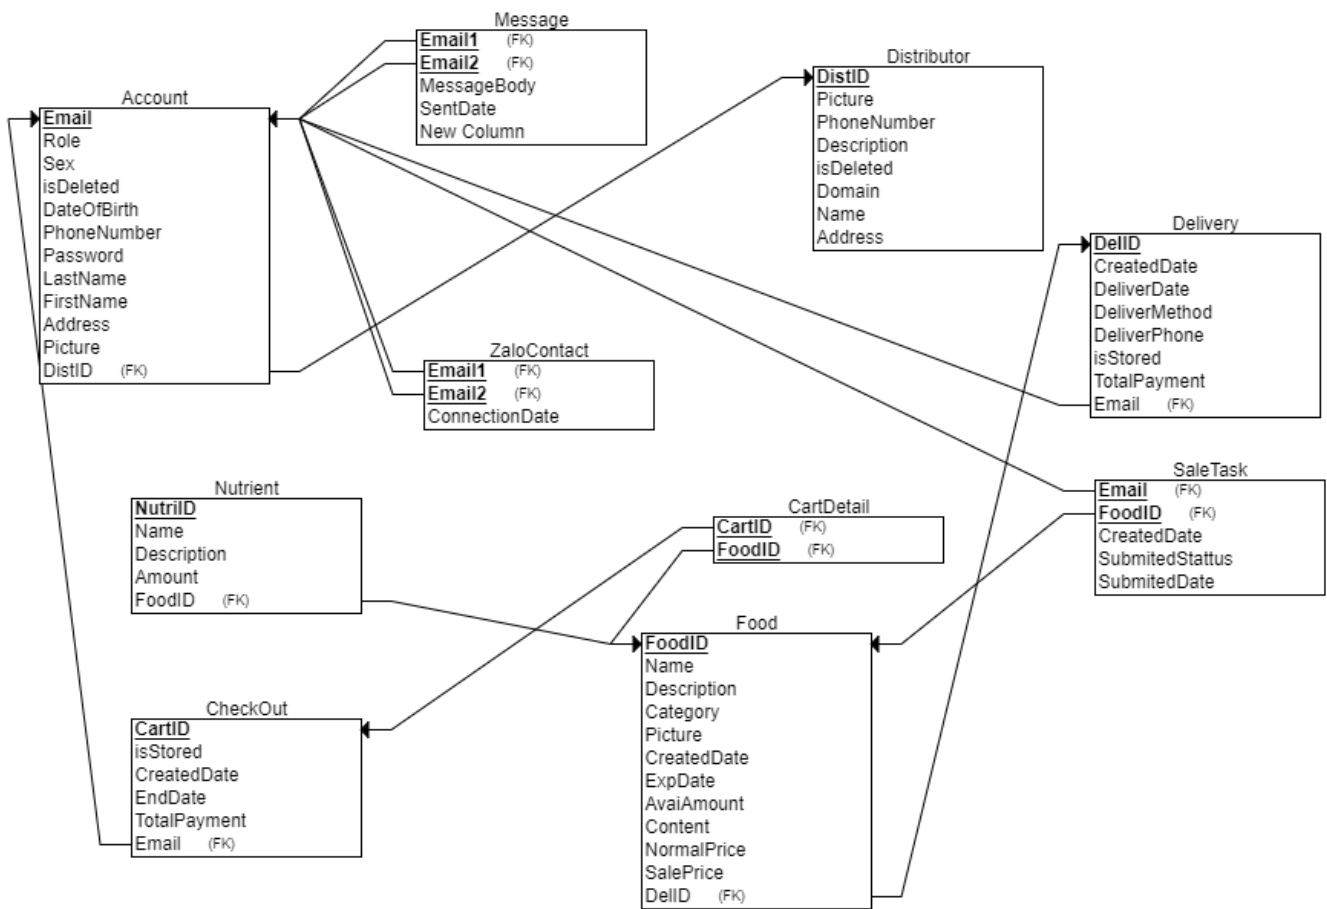 Message
Email1 (FK)
Email2 (FK)
MessageBody
SentDate
New Column
Distributor
DistID
Picture
PhoneNumber
Description
isDeleted
Domain
Name
Address
Account
Email
Role
Sex
isDeleted
DateOfBirth
PhoneNumber
Password
LastName
FirstName
Address
Picture
DistID (FK)
Delivery
DelID
CreatedDate
DeliverDate
DeliverMethod
DeliverPhone
isStored
TotalPayment
Email (FK)
ZaloContact
Email1 (FK)
Email2 (FK)
ConnectionDate
SaleTask
Email (FK)
FoodID (FK)
CreatedDate
SubmitedStattus
SubmitedDate
Nutrient
NutriID
Name
Description
Amount
FoodID (FK)
CartDetail
CartID (FK)
FoodID (FK)
Food
FoodID
Name
Description
Category
Picture
CreatedDate
ExpDate
AvaiAmount
Content
NormalPrice
SalePrice
DelID (FK)
CheckOut
CartID
isStored
CreatedDate
EndDate
TotalPayment
Email (FK)